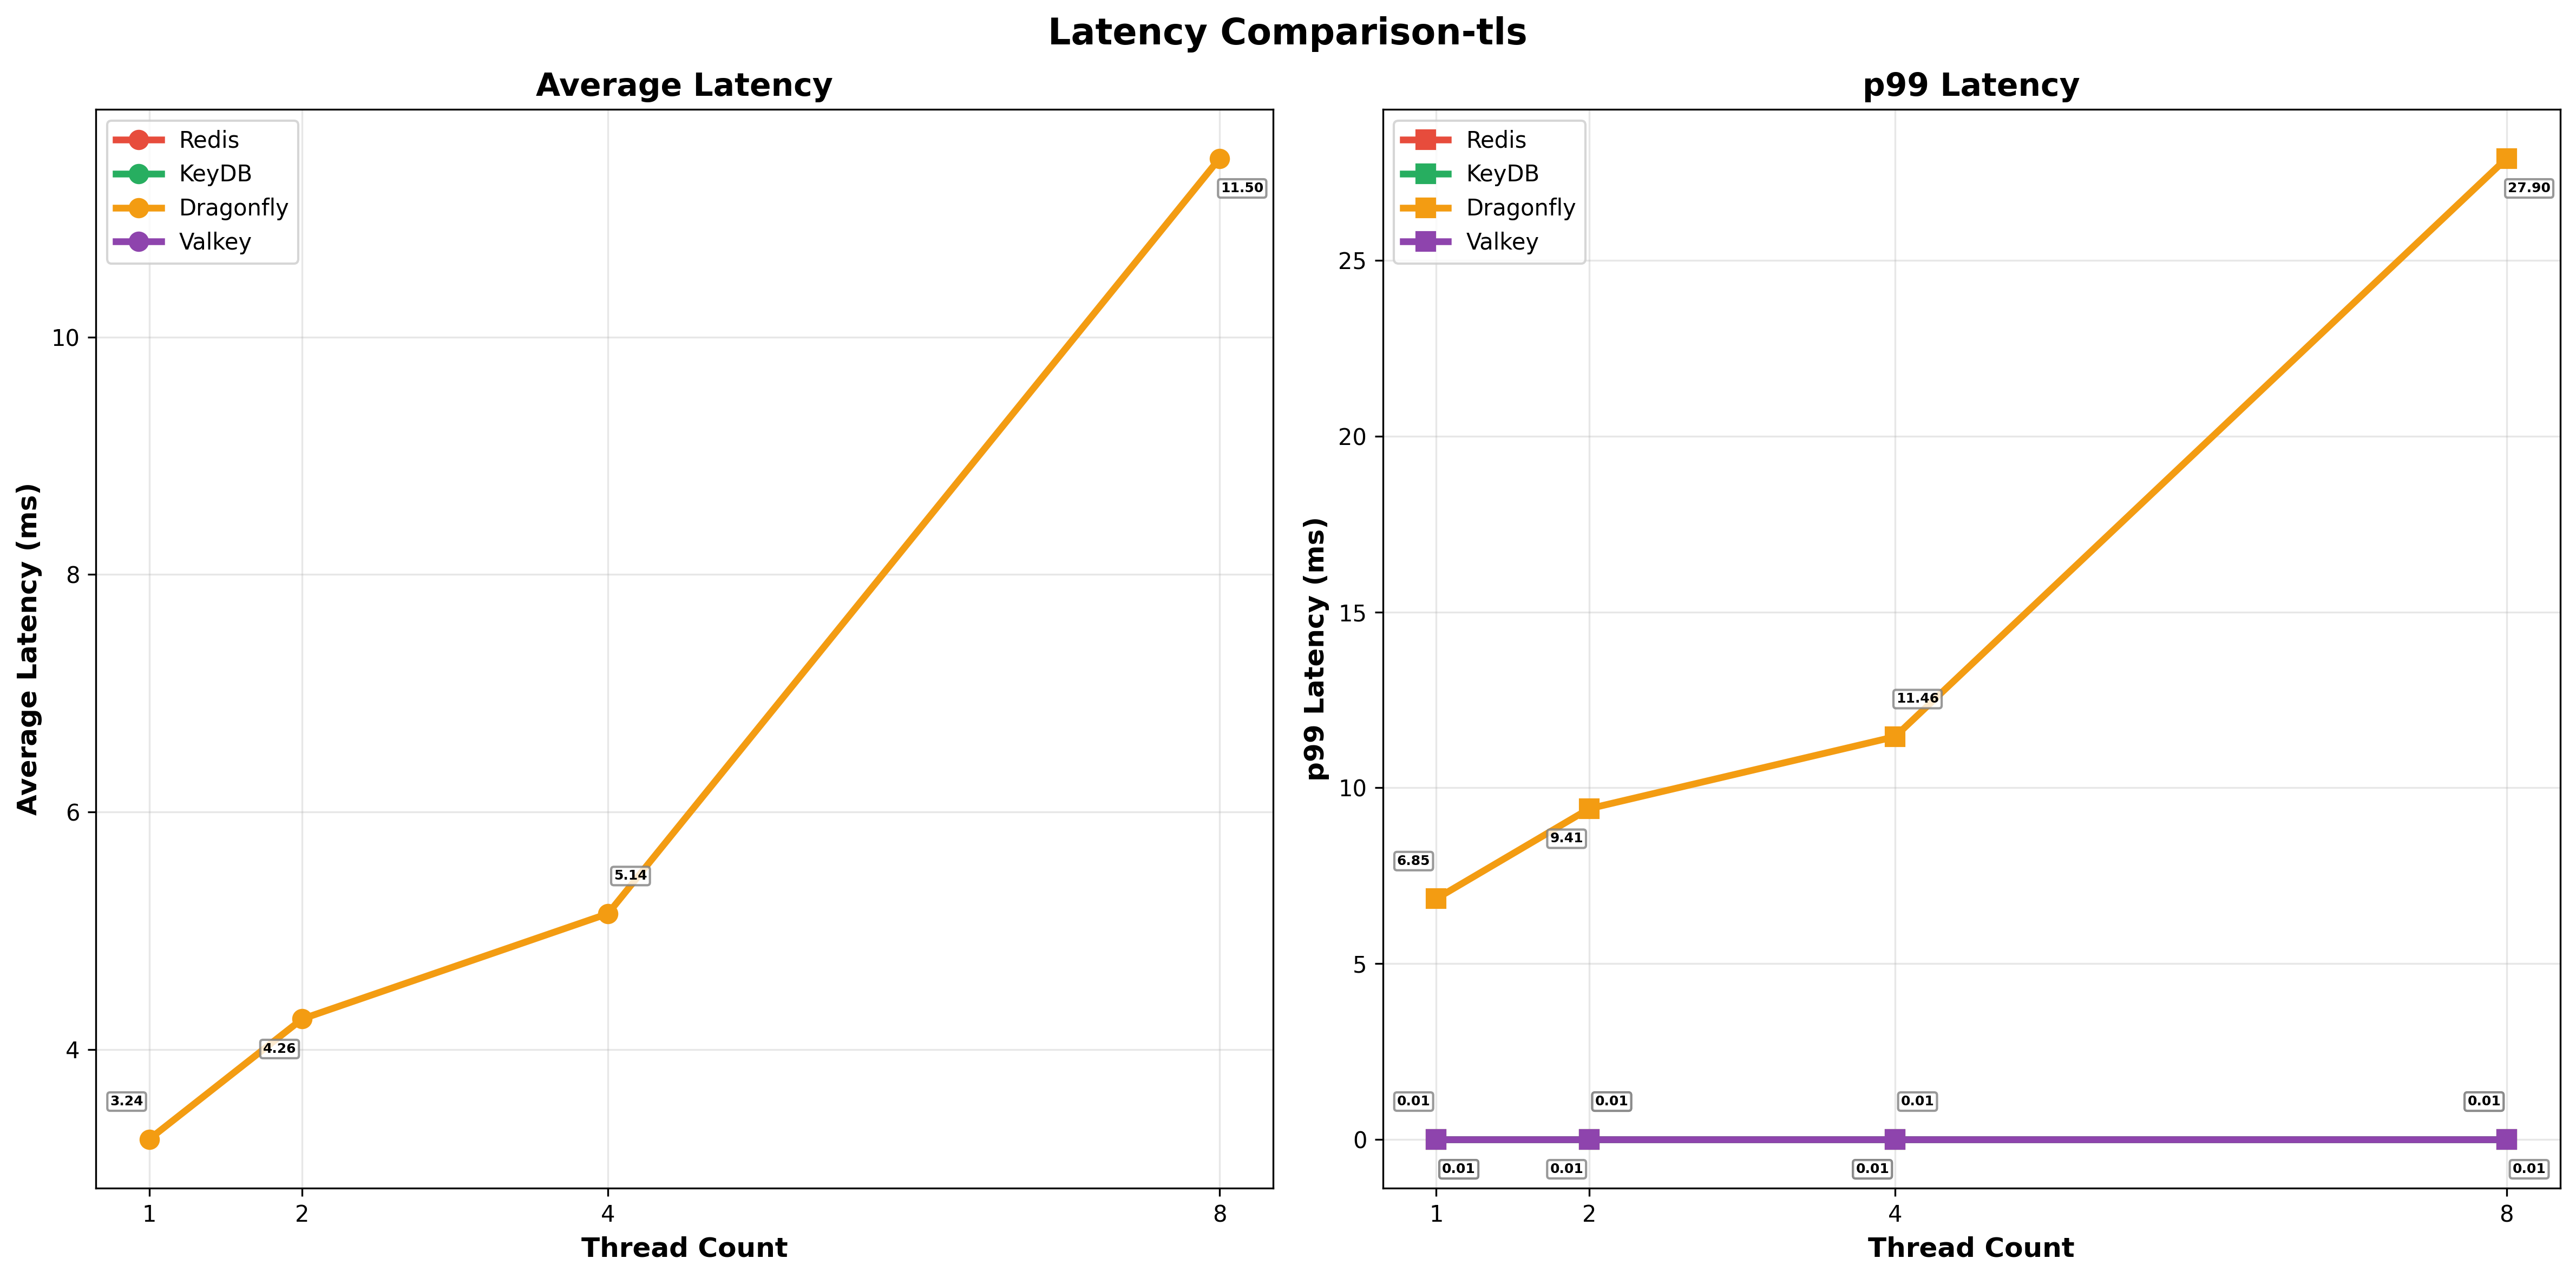 Latency Comparison-tls
Average Latency
Redis
KeyDB
Dragonfly
Valkey
Average Latency (ms)
10
8
6
4
11.50
5.14
4.26
3.24
1
2
4
8
Thread Count
p99 Latency
Redis
KeyDB
Dragonfly
Valkey
p99 Latency (ms)
25
20
15
10
5
0
27.90
11.46
9.41
6.85
0.01
0.01
0.01
0.01
0.01
0.01
0.01
0.01
1
2
4
8
Thread Count